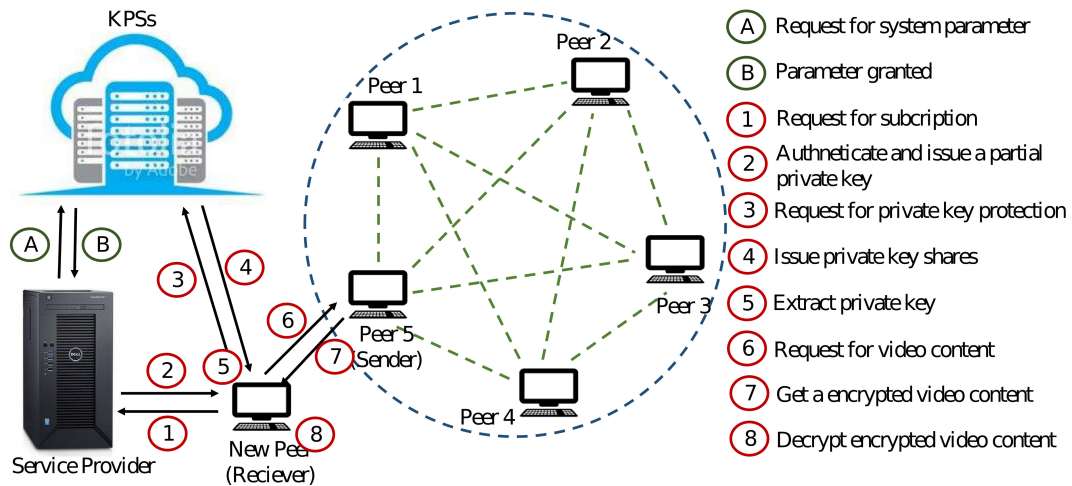 KPSs
by Adobe
A
B
3
4
Service Provider
2
1
5
New Peer
(Reciever)
8
6
7
Peer 1
Peer 2
Peer 3
Peer 4
Peer 5
(Sender)
A Request for system parameter
B Parameter granted
1 Request for subcription
2 Authneticate and issue a partial
private key
3 Request for private key protection
4 Issue private key shares
5 Extract private key
6 Request for video content
7 Get a encrypted video content
8 Decrypt encrypted video content